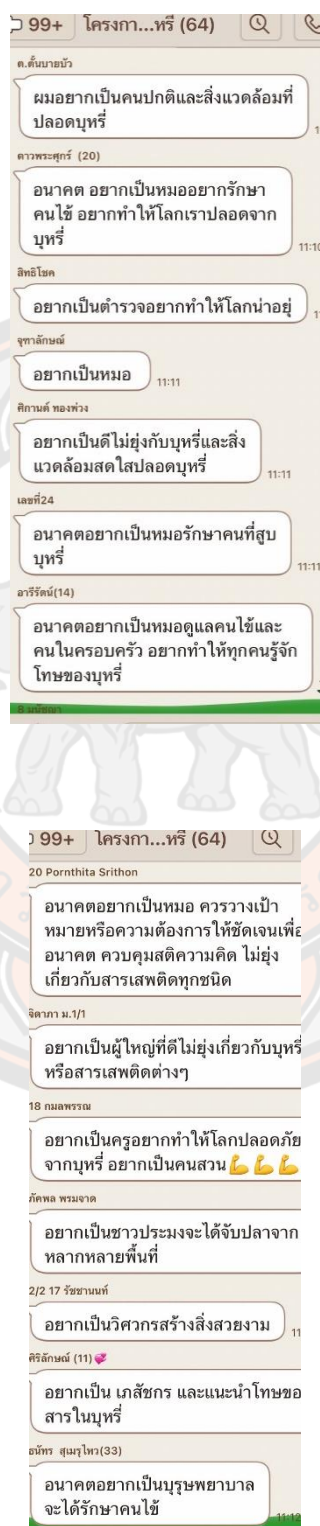 99+ โครงกา...หรี่ (64)
ด.ตั้นบายบัว
ผมอยากเป็นคนปกติและสิ่งแวดล้อมที่
ปลอดบุหรี่
ดาวพระศุกร์ (20)
อนาคต อยากเป็นหมออยากรักษา
คนไข้ อยากทำให้โลกเราปลอดจาก
บุหรี่
11:10
สิทธิโชค
อยากเป็นตำรวจอยากทำให้โลกน่าอยู่
จุฑาลักษณ์
อยากเป็นหมอ
11:11
ศิกานต์ ทองพ่วง
อยากเป็นดีไม่ยุ่งกับบุหรี่และสิ่ง
แวดล้อมสดใสปลอดบุหรี่
11:11
เลขที่24
อนาคตอยากเป็นหมอรักษาคนที่สูบ
บุหรี่
11:11
อารีรัตน์(14)
อนาคตอยากเป็นหมอดูแลคนไข้และ
คนในครอบครัว อยากทำให้ทุกคนรู้จัก
โทษของบุหรี่
8 มนัชญา
99+ โครงกา...หรี่ (64)
20 Pornthita Srithon
อนาคตอยากเป็นหมอ ควรวางเป้า
หมายหรือความต้องการให้ชัดเจนเพื่อ
อนาคต ควบคุมสติความคิด ไม่ยุ่ง
เกี่ยวกับสารเสพติดทุกชนิด
จิดาภา ม.1/1
อยากเป็นผู้ใหญ่ที่ดีไม่ยุ่งเกี่ยวกับบุหรี่
หรือสารเสพติดต่างๆ
18 กมลพรรณ
อยากเป็นครูอยากทำให้โลกปลอดภัย
จากบุหรี่ อยากเป็นคนสวน💪💪💪
ภัคพล พรมจาด
อยากเป็นชาวประมงจะได้จับปลาจาก
หลากหลายพื้นที่
2/2 17 รัชชานนท์
อยากเป็นวิศวกรสร้างสิ่งสวยงาม
ศิริลักษณ์ (11)💞
อยากเป็น เภสัชกร และแนะนำโทษขอ
สารในบุหรี่
ธนัทร สุเมรุไหว(33)
อนาคตอยากเป็นบุรุษพยาบาล
จะได้รักษาคนไข้
11:12